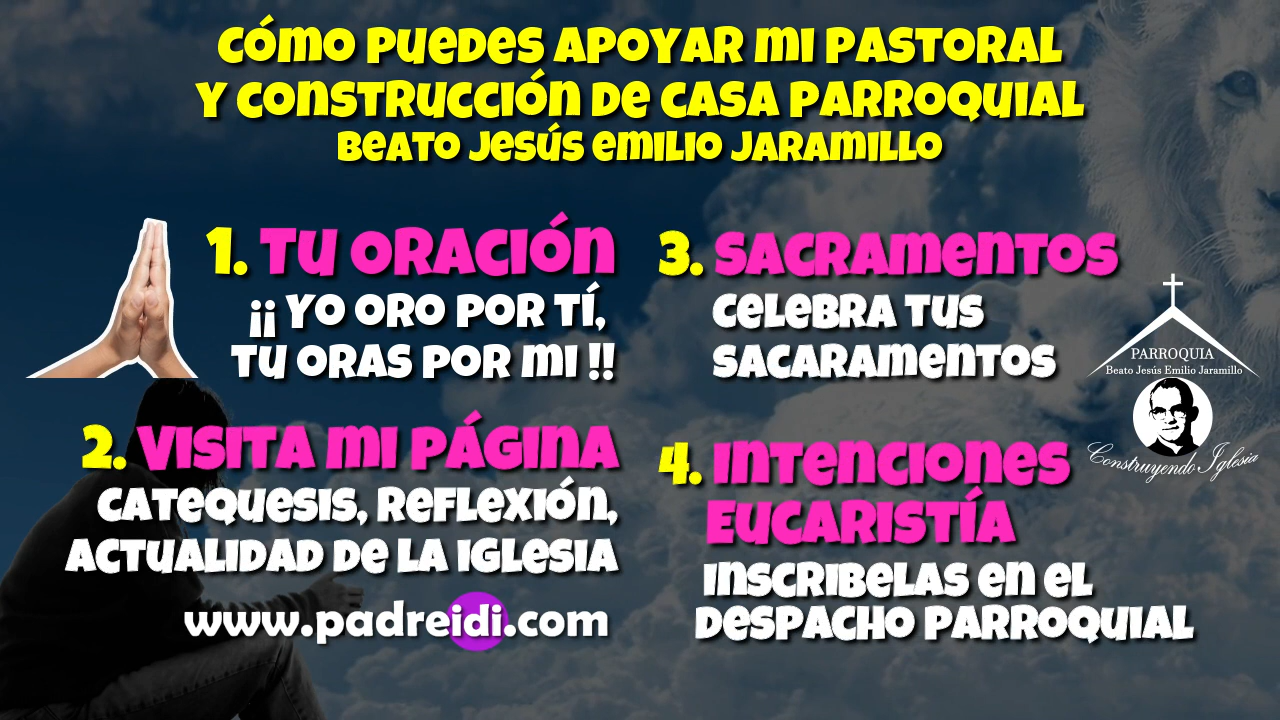 Cómo puedes apoyar mi pastoral
y construcción de casa parroquial
Beato Jesús Emilio Jaramillo
1. Tu oración
¡¡ Yo oro por tí,
tu oras por mi !!
2. Visita mi página
Catequesis, reflexión,
actualidad de la iglesia
www.padreidi.com
3. Sacramentos
Celebra tus
sacaramentos
4. Intenciones
Eucaristía
Inscribelas en el
despacho parroquial
PARROQUIA
Beato Jesús Emilio Jaramillo
Construyendo Iglesia